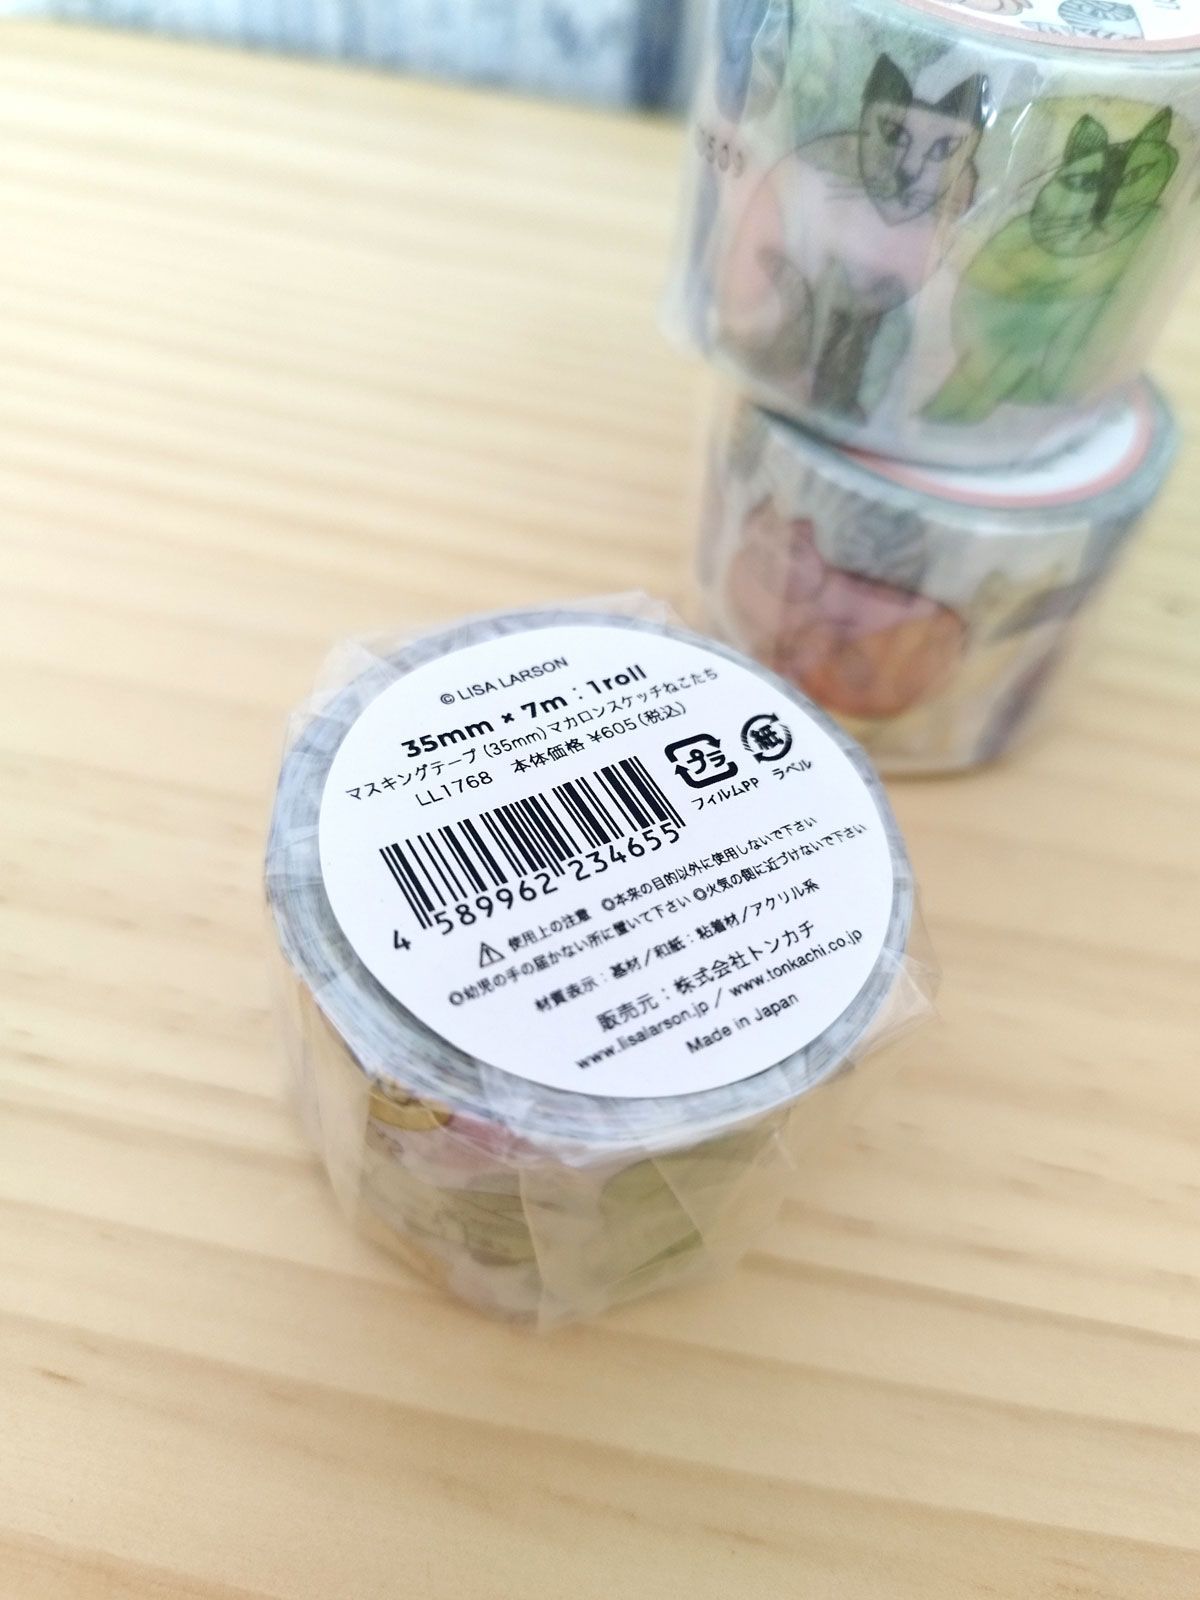 © LISA LARSON
35mm × 7m : 1roll
マスキングテープ (35mm) マカロンスケッチねこたち
LL1768 本体価格 ¥605(税込)
プラ 紙
フィルムPP ラベル
4 589962 234655
使用上の注意 ◎本来の目的以外に使用しないで下さい
◎幼児の手の届かない所に置いて下さい ◎火気の側に近づけないで下さい
材質表示：基材/和紙：粘着材/アクリル系
販売元：株式会社トンカチ
www.lisalarson.jp / www.tonkachi.co.jp
Made in Japan